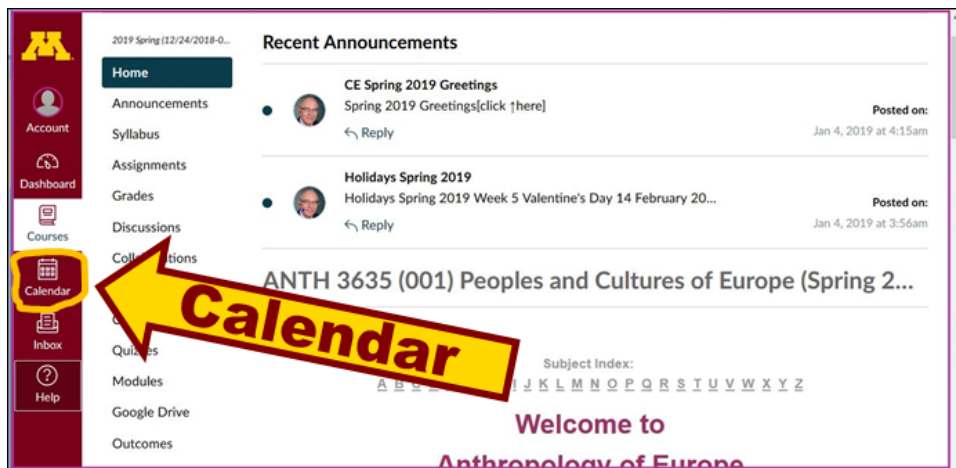 M
Account
Dashboard
Courses
Calendar
Inbox
Help
2019 Spring (12/24/2018-0...
Home
Announcements
Syllabus
Assignments
Grades
Discussions
Quizzes
Modules
Google Drive
Outcomes
Calendar
Recent Announcements
CE Spring 2019 Greetings
Spring 2019 Greetings[click ↑here]
Reply
Posted on:
Jan 4, 2019 at 4:15am
Holidays Spring 2019
Holidays Spring 2019 Week 5 Valentine's Day 14 February 20...
Reply
Posted on:
Jan 4, 2019 at 3:56am
ANTH 3635 (001) Peoples and Cultures of Europe (Spring 2...
Subject Index:
A B C I J K L M N O P Q R S T U V W X Y Z
Welcome to
Anthropology of Europe